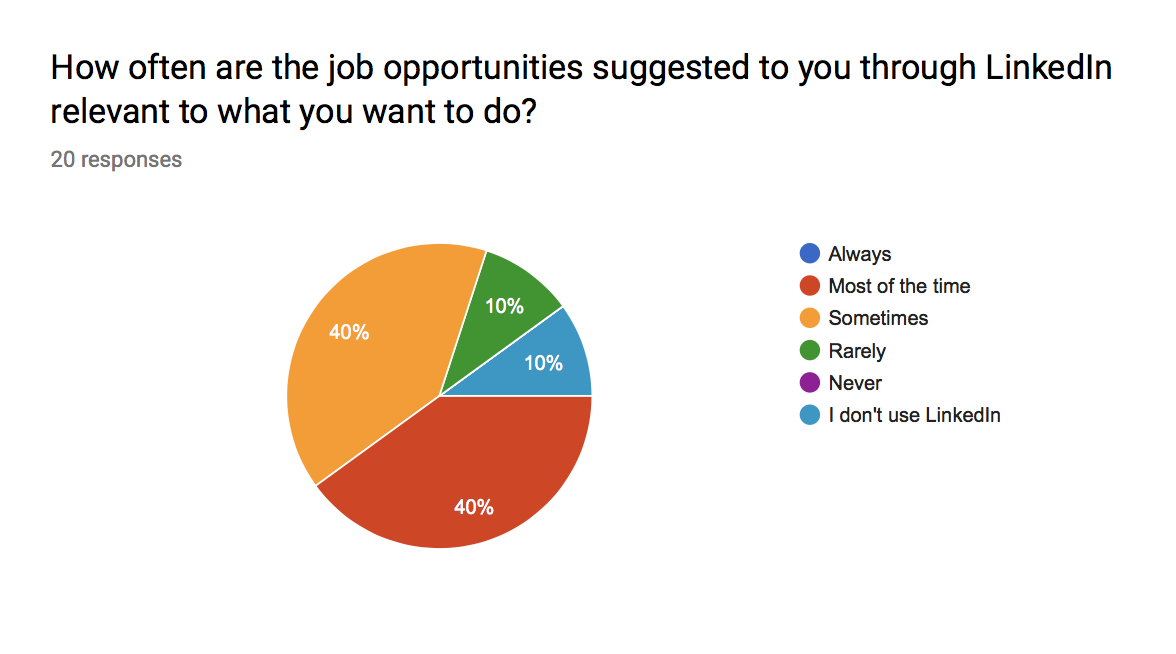 How often are the job opportunities suggested to you through LinkedIn
relevant to what you want to do?
20 responses
40%
10%
10%
40%
Always
Most of the time
Sometimes
Rarely
Never
I don't use LinkedIn